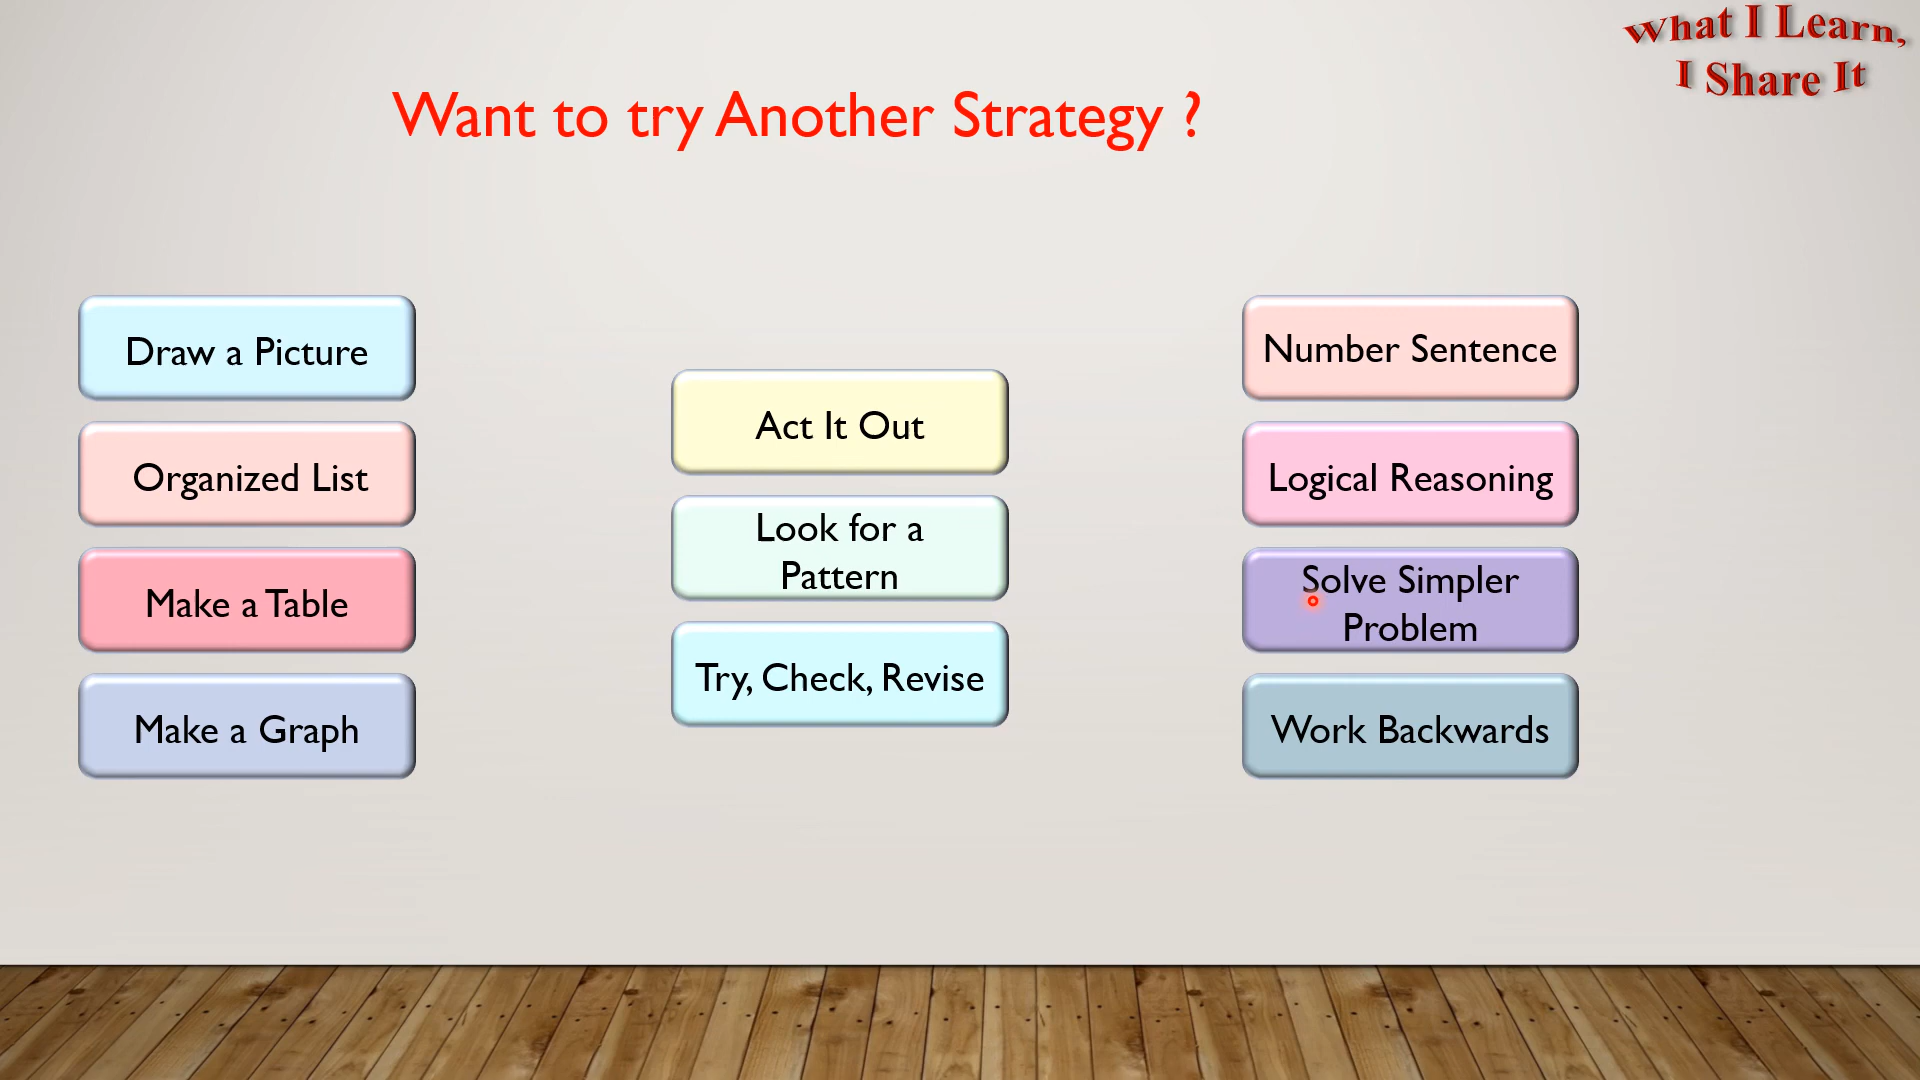 What I Learn,
I Share It
Want to try Another Strategy ?
Draw a Picture
Organized List
Make a Table
Make a Graph
Act It Out
Look for a
Pattern
Try, Check, Revise
Number Sentence
Logical Reasoning
Solve Simpler
Problem
Work Backwards